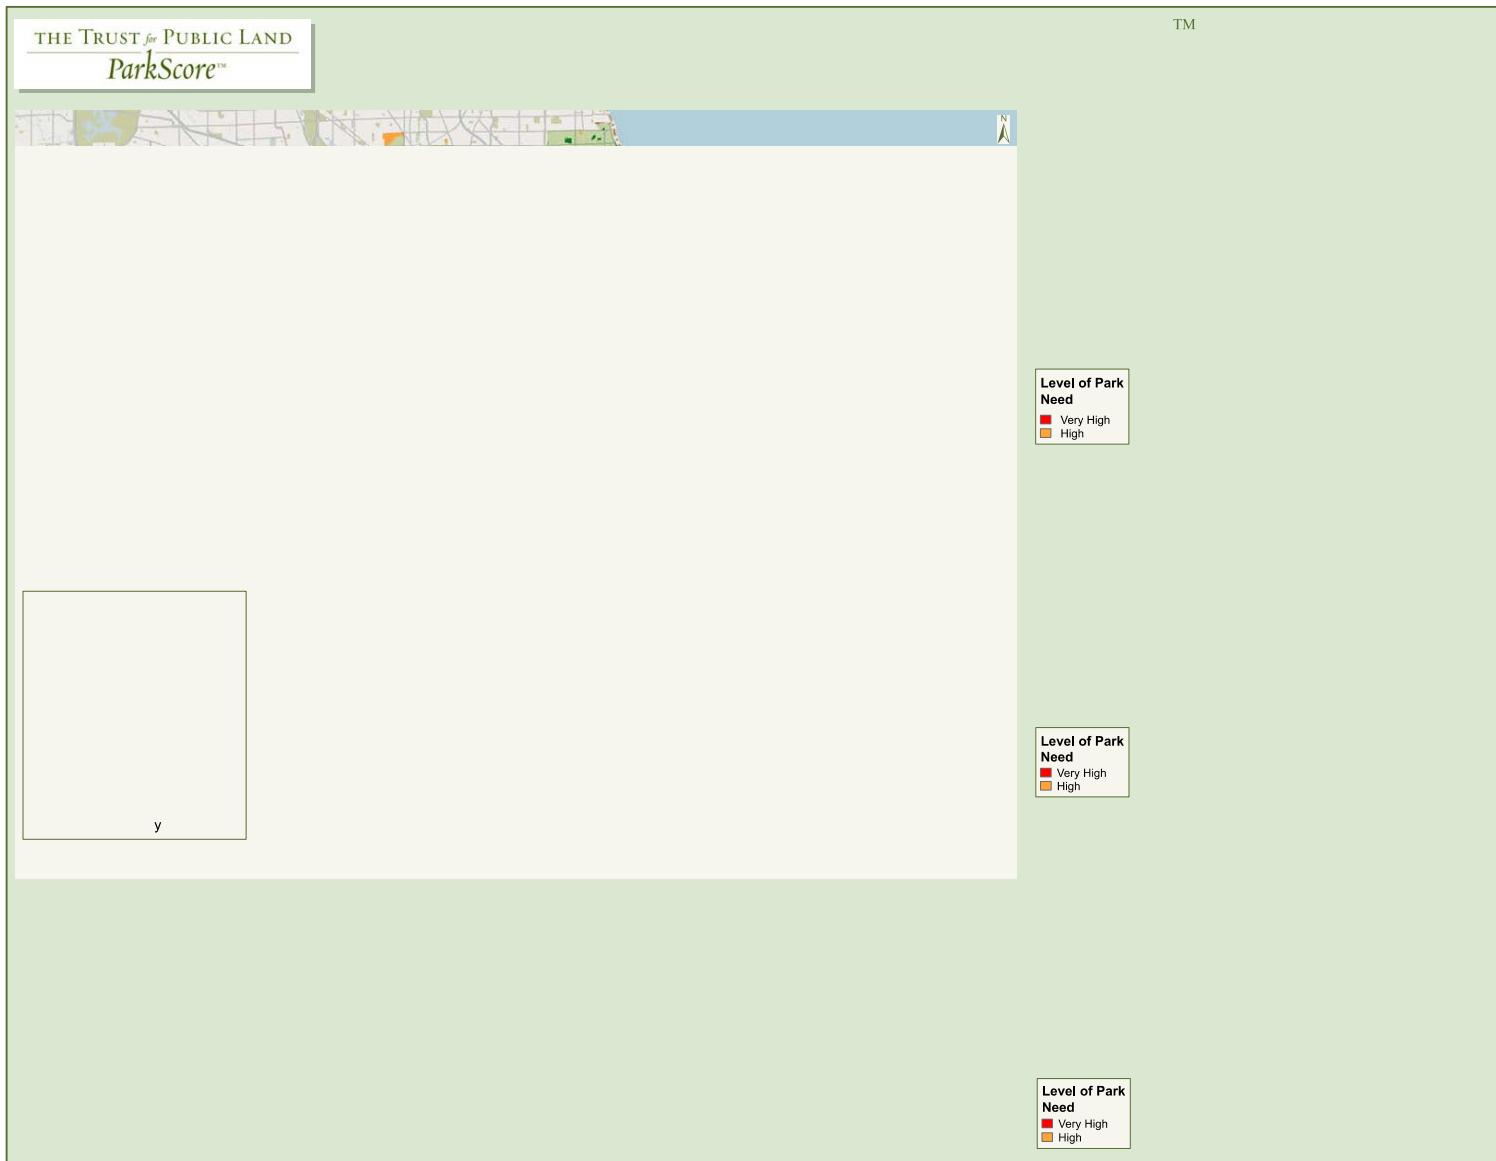 THE TRUST for PUBLIC LAND
ParkScore™
TM
N
Level of Park
Need
Very High
High
Level of Park
Need
Very High
High
y
Level of Park
Need
Very High
High